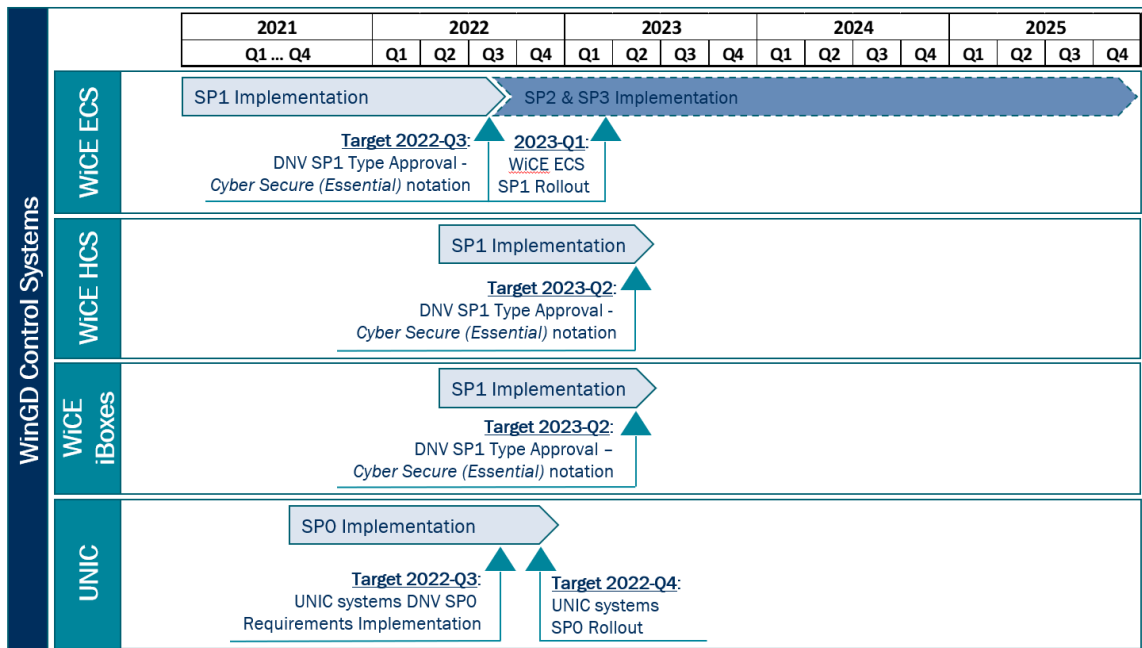 WinGD Control Systems
2021 2022 2023 2024 2025
Q1 ... Q4 Q1 Q2 Q3 Q4 Q1 Q2 Q3 Q4 Q1 Q2 Q3 Q4 Q1 Q2 Q3 Q4
WiCE ECS
SP1 Implementation
SP2 & SP3 Implementation
Target 2022-Q3:
DNV SP1 Type Approval -
Cyber Secure (Essential) notation
2023-Q1:
WiCE ECS
SP1 Rollout
WiCE HCS
SP1 Implementation
Target 2023-Q2:
DNV SP1 Type Approval -
Cyber Secure (Essential) notation
WiCE
iBoxes
SP1 Implementation
Target 2023-Q2:
DNV SP1 Type Approval –
Cyber Secure (Essential) notation
UNIC
SP0 Implementation
Target 2022-Q3:
UNIC systems DNV SP0
Requirements Implementation
Target 2022-Q4:
UNIC systems
SP0 Rollout